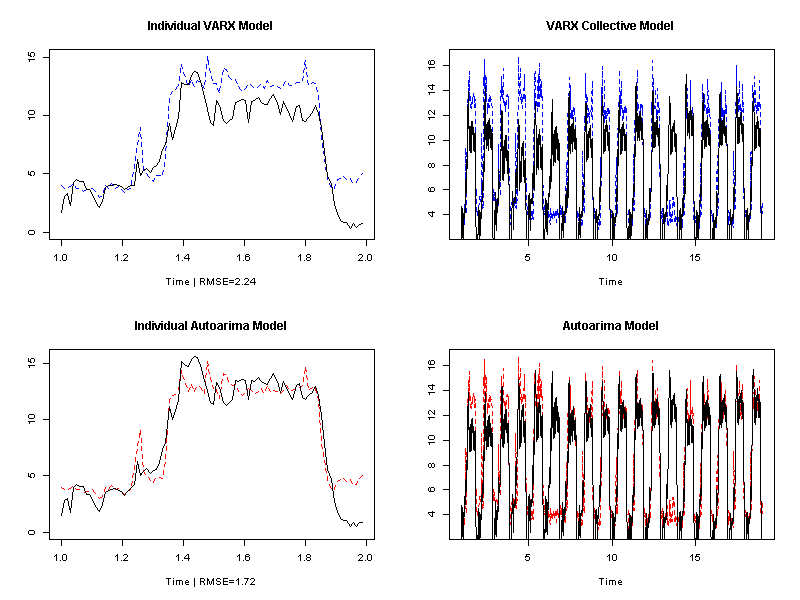 Individual VARX Model
VARX Collective Model
15
10
5
0
1.0 1.2 1.4 1.6 1.8 2.0
Time | RMSE=2.24
16
14
12
10
8
6
4
5 10 15
Time
Individual Autoarima Model
Autoarima Model
15
10
5
0
1.0 1.2 1.4 1.6 1.8 2.0
Time | RMSE=1.72
16
14
12
10
8
6
4
5 10 15
Time